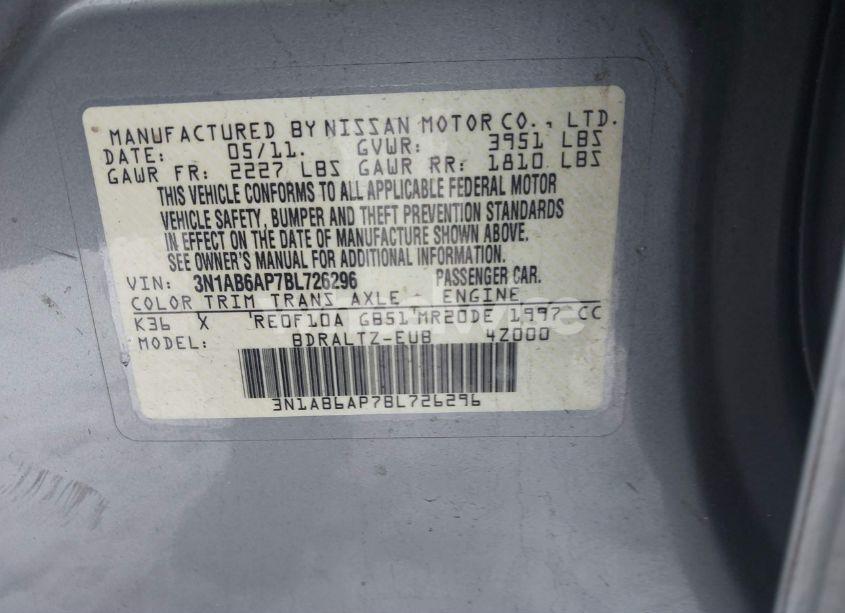 MANUFACTURED BY NISSAN MOTOR CO., LTD.
DATE: 05/11. GVWR: 3951 LBS
GAWR FR: 2227 LBS GAWR RR: 1810 LBS
THIS VEHICLE CONFORMS TO ALL APPLICABLE FEDERAL MOTOR
VEHICLE SAFETY, BUMPER AND THEFT PREVENTION STANDARDS
IN EFFECT ON THE DATE OF MANUFACTURE SHOWN ABOVE.
SEE OWNER'S MANUAL FOR ADDITIONAL INFORMATION.
VIN: 3N1AB6AP7BL726296 PASSENGER CAR.
COLOR TRIM TRANS AXLE - ENGINE
K36 X RE0F10A GB51 MR20DE 1997 CC
MODEL: BDRALTZ-EUB 4Z000
3N1AB6AP7BL726296